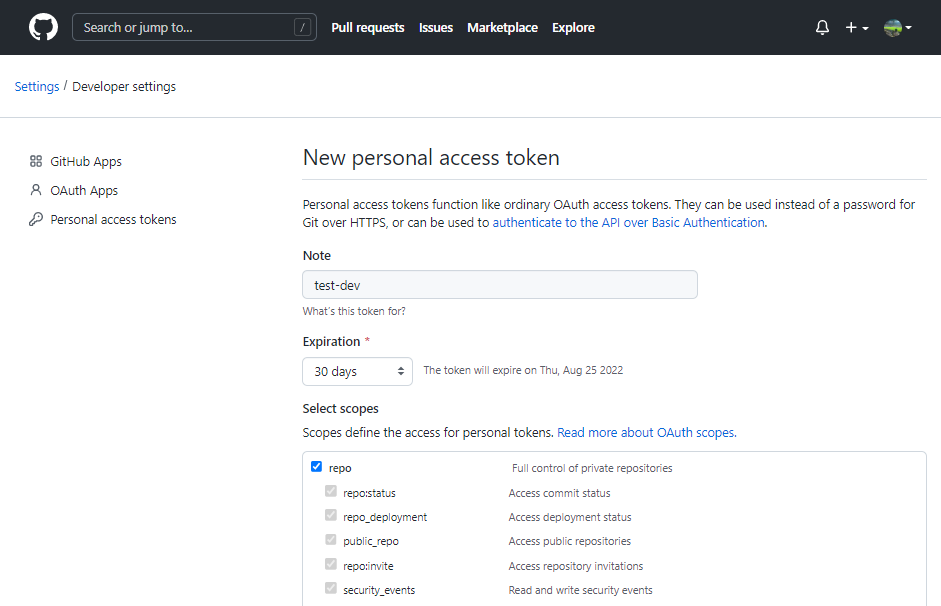 Search or jump to... /
Pull requests Issues Marketplace Explore
Settings / Developer settings
GitHub Apps
OAuth Apps
Personal access tokens
New personal access token
Personal access tokens function like ordinary OAuth access tokens. They can be used instead of a password for
Git over HTTPS, or can be used to authenticate to the API over Basic Authentication.
Note
test-dev
What's this token for?
Expiration *
30 days The token will expire on Thu, Aug 25 2022
Select scopes
Scopes define the access for personal tokens. Read more about OAuth scopes.
repo Full control of private repositories
repo:status Access commit status
repo_deployment Access deployment status
public_repo Access public repositories
repo:invite Access repository invitations
security_events Read and write security events